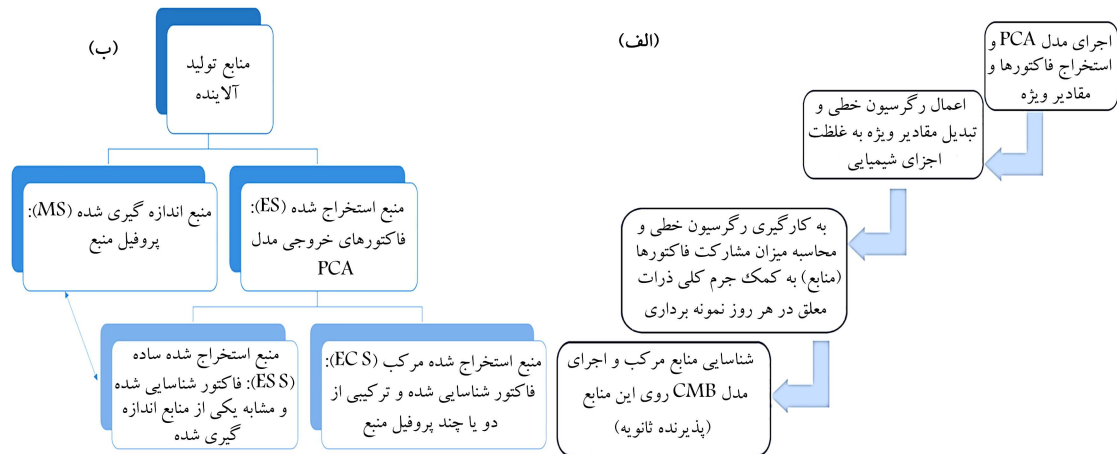 (الف)
اجرای مدل PCA و
استخراج فاکتورها و
مقادیر ویژه
اعمال رگرسیون خطی و
تبدیل مقادیر ویژه به غلظت
اجزای شیمیایی
به کارگیری رگرسیون خطی و
محاسبه میزان مشارکت فاکتورها
(منابع) به کمک جرم کلی ذرات
معلق در هر روز نمونه برداری
شناسایی منابع مرکب و اجرای
مدل CMB روی این منابع
(پذیرنده ثانویه)
(ب)
منابع تولید
آلاینده
منبع استخراج شده (ES):
فاکتورهای خروجی مدل
PCA
منبع اندازه گیری شده (MS):
پروفیل منبع
منبع استخراج شده مرکب (EC S):
فاکتور شناسایی شده و ترکیبی از
دو یا چند پروفیل منبع
منبع استخراج شده ساده
(ES S): فاکتور شناسایی شده
و مشابه یکی از منابع اندازه
گیری شده